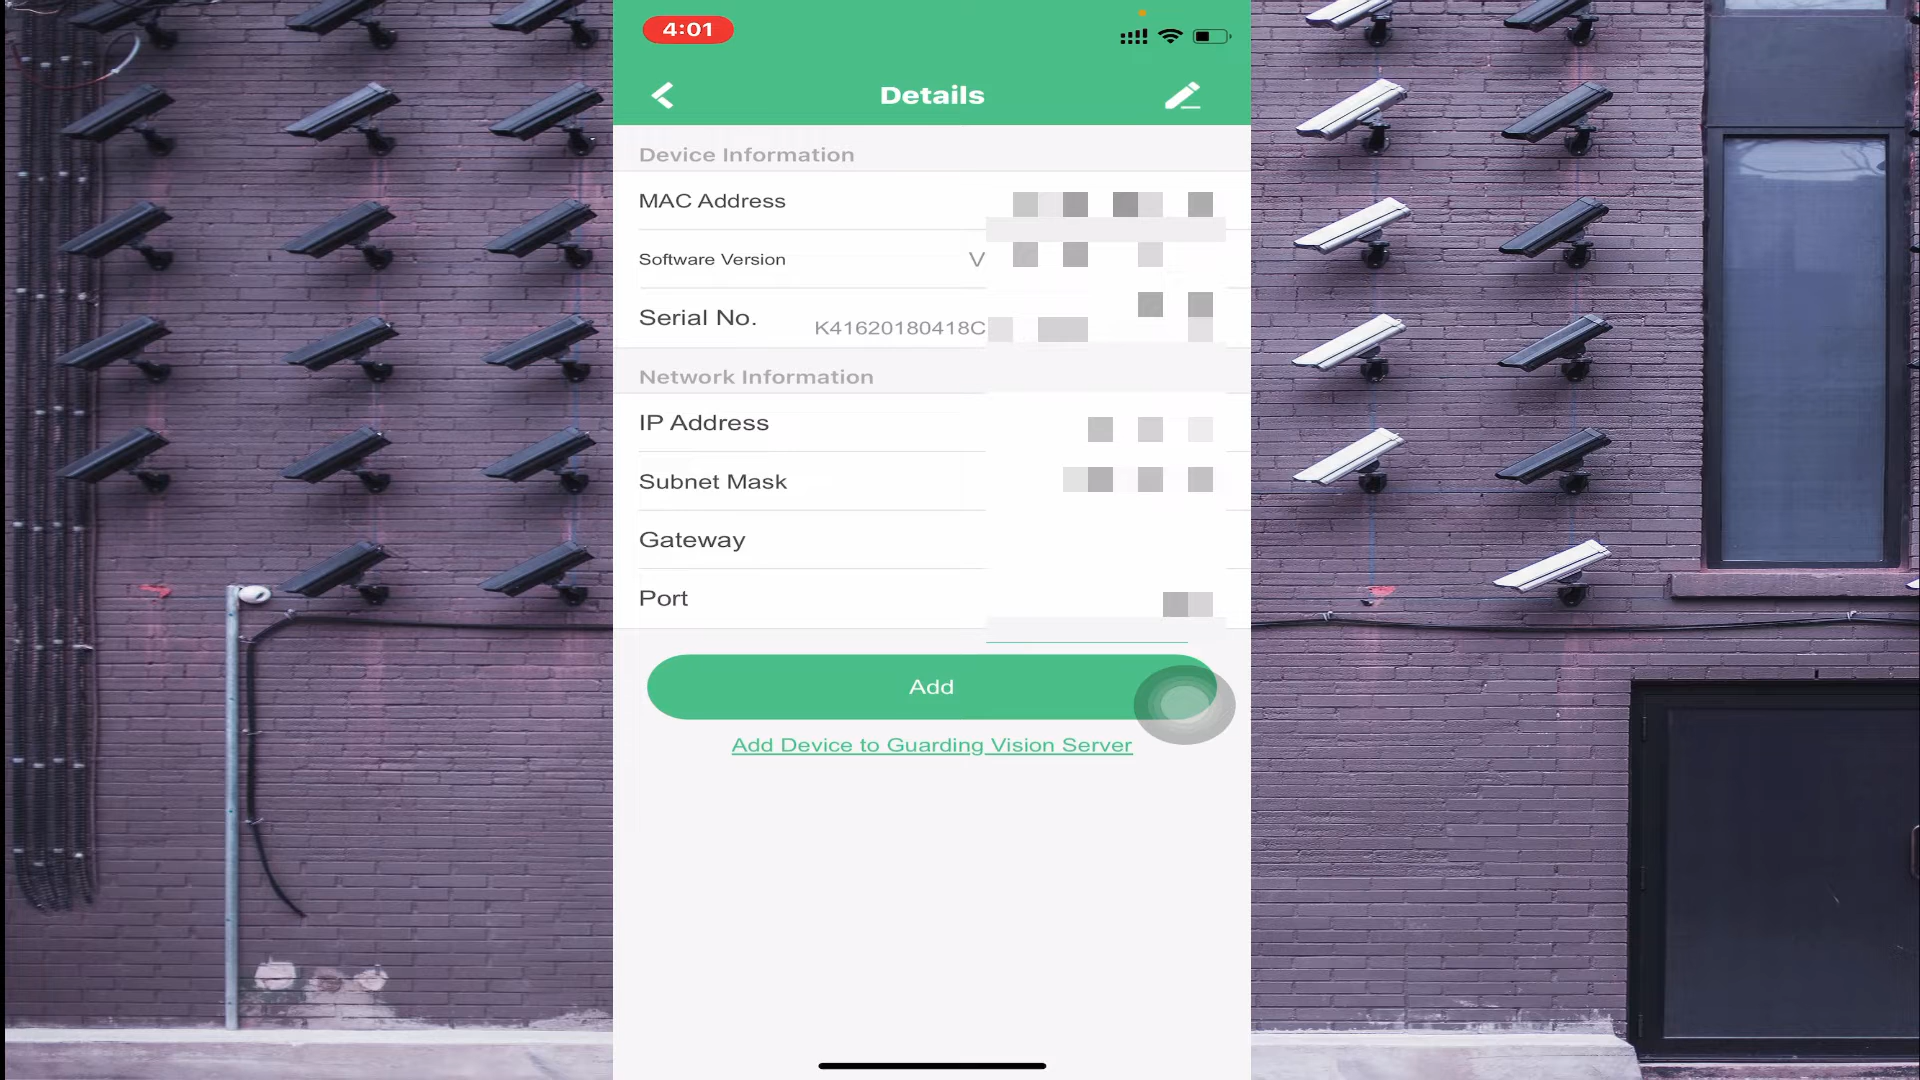 4:01
Details
Device Information
MAC Address
Software Version V
Serial No. K41620180418C
Network Information
IP Address
Subnet Mask
Gateway
Port
Add
Add Device to Guarding Vision Server